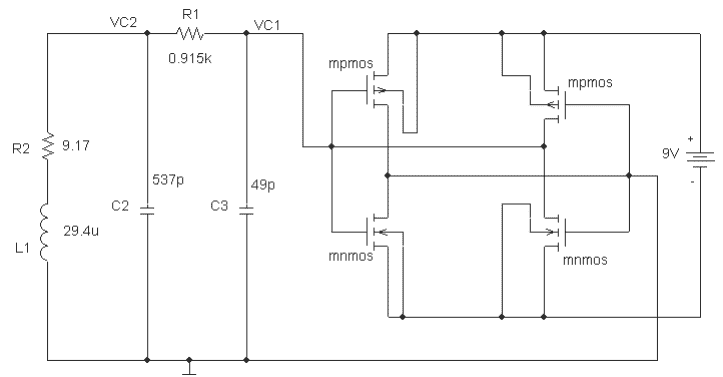 VC2
R1
VC1
0.915k
mpmos
mpmos
R2
9.17
9V
+
-
537p
49p
C2
C3
L1
29.4u
mnmos
mnmos